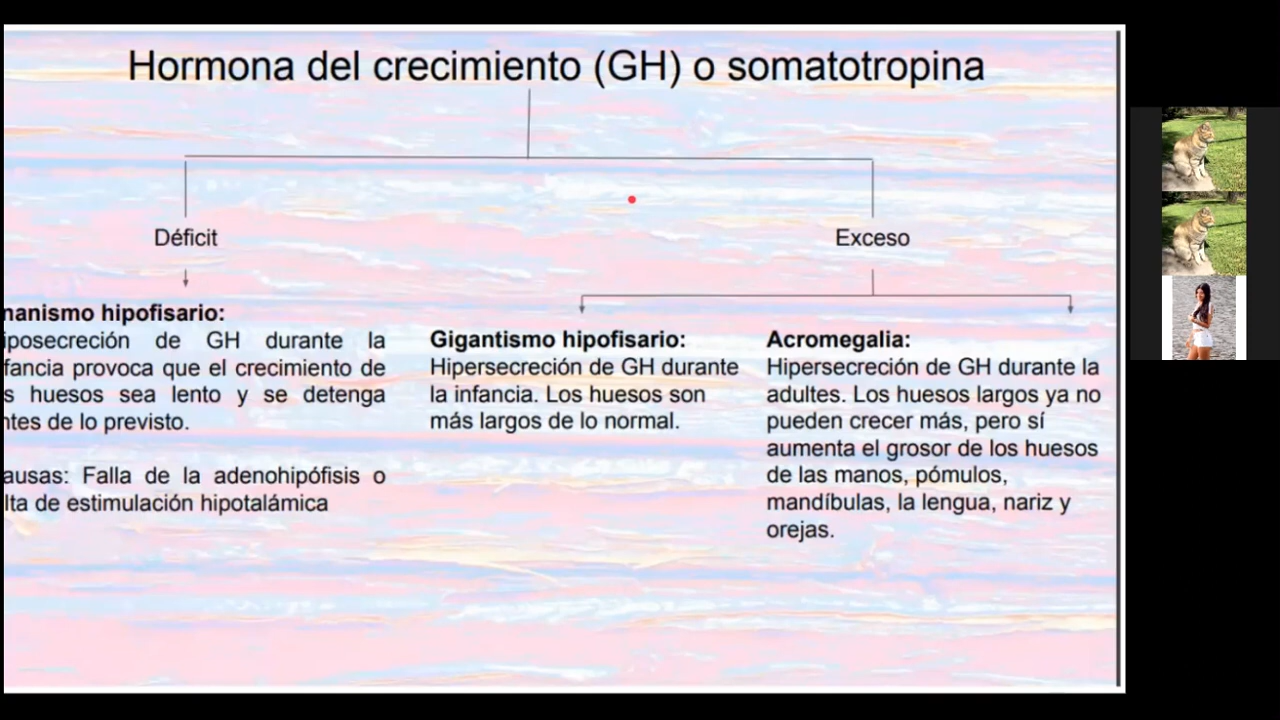 Hormona del crecimiento (GH) o somatotropina
Déficit
Exceso
nanismo hipofisario:
iposecreción de GH durante la
fancia provoca que el crecimiento de
s huesos sea lento y se detenga
ntes de lo previsto.
ausas: Falla de la adenohipófisis o
lta de estimulación hipotalámica
Gigantismo hipofisario:
Hipersecreción de GH durante
la infancia. Los huesos son
más largos de lo normal.
Acromegalia:
Hipersecreción de GH durante la
adultes. Los huesos largos ya no
pueden crecer más, pero sí
aumenta el grosor de los huesos
de las manos, pómulos,
mandíbulas, la lengua, nariz y
orejas.